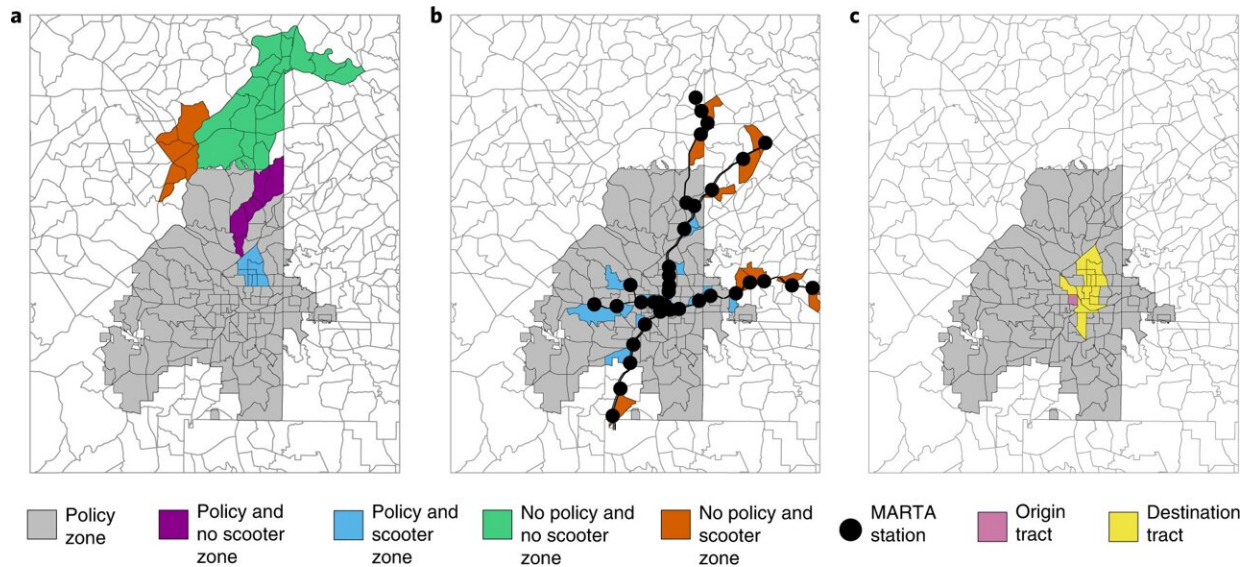 a
b
c
Policy
zone
Policy and
no scooter
zone
Policy and
scooter
zone
No policy and
no scooter
zone
No policy and
scooter
zone
MARTA
station
Origin
tract
Destination
tract